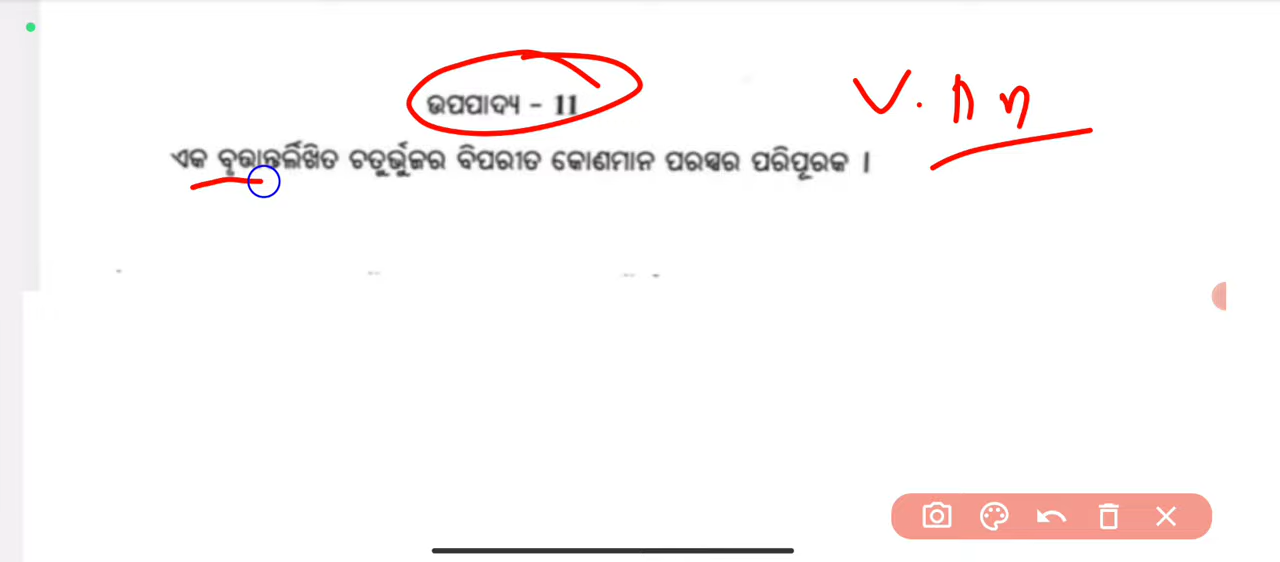 ଉପପାଦ୍ୟ - 11
ଏକ ବୃତ୍ତାନ୍ତର୍ଲିଖିତ ଚତୁର୍ଭୁଜର ବିପରୀତ କୋଣମାନ ପରସ୍ପର ପରିପୂରକ ।